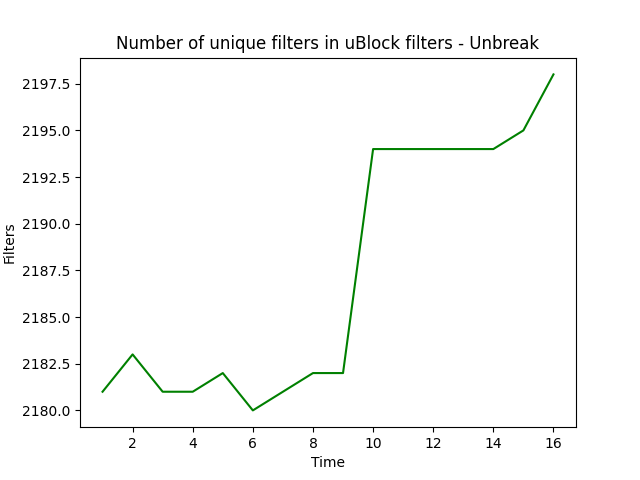 Number of unique filters in uBlock filters - Unbreak
2197.5
2195.0
2192.5
2190.0
2187.5
2185.0
2182.5
2180.0
Filters
2 4 6 8 10 12 14 16
Time